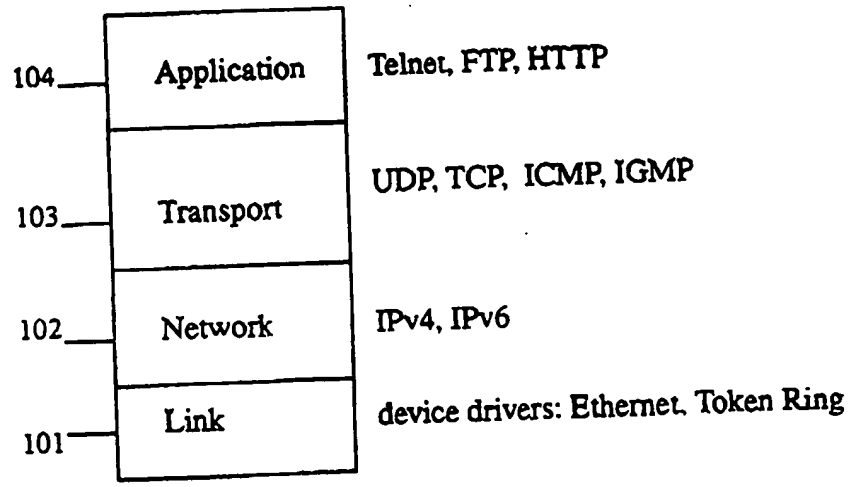 104 Application Telnet, FTP, HTTP
103 Transport UDP, TCP, ICMP, IGMP
102 Network IPv4, IPv6
101 Link device drivers: Ethernet, Token Ring